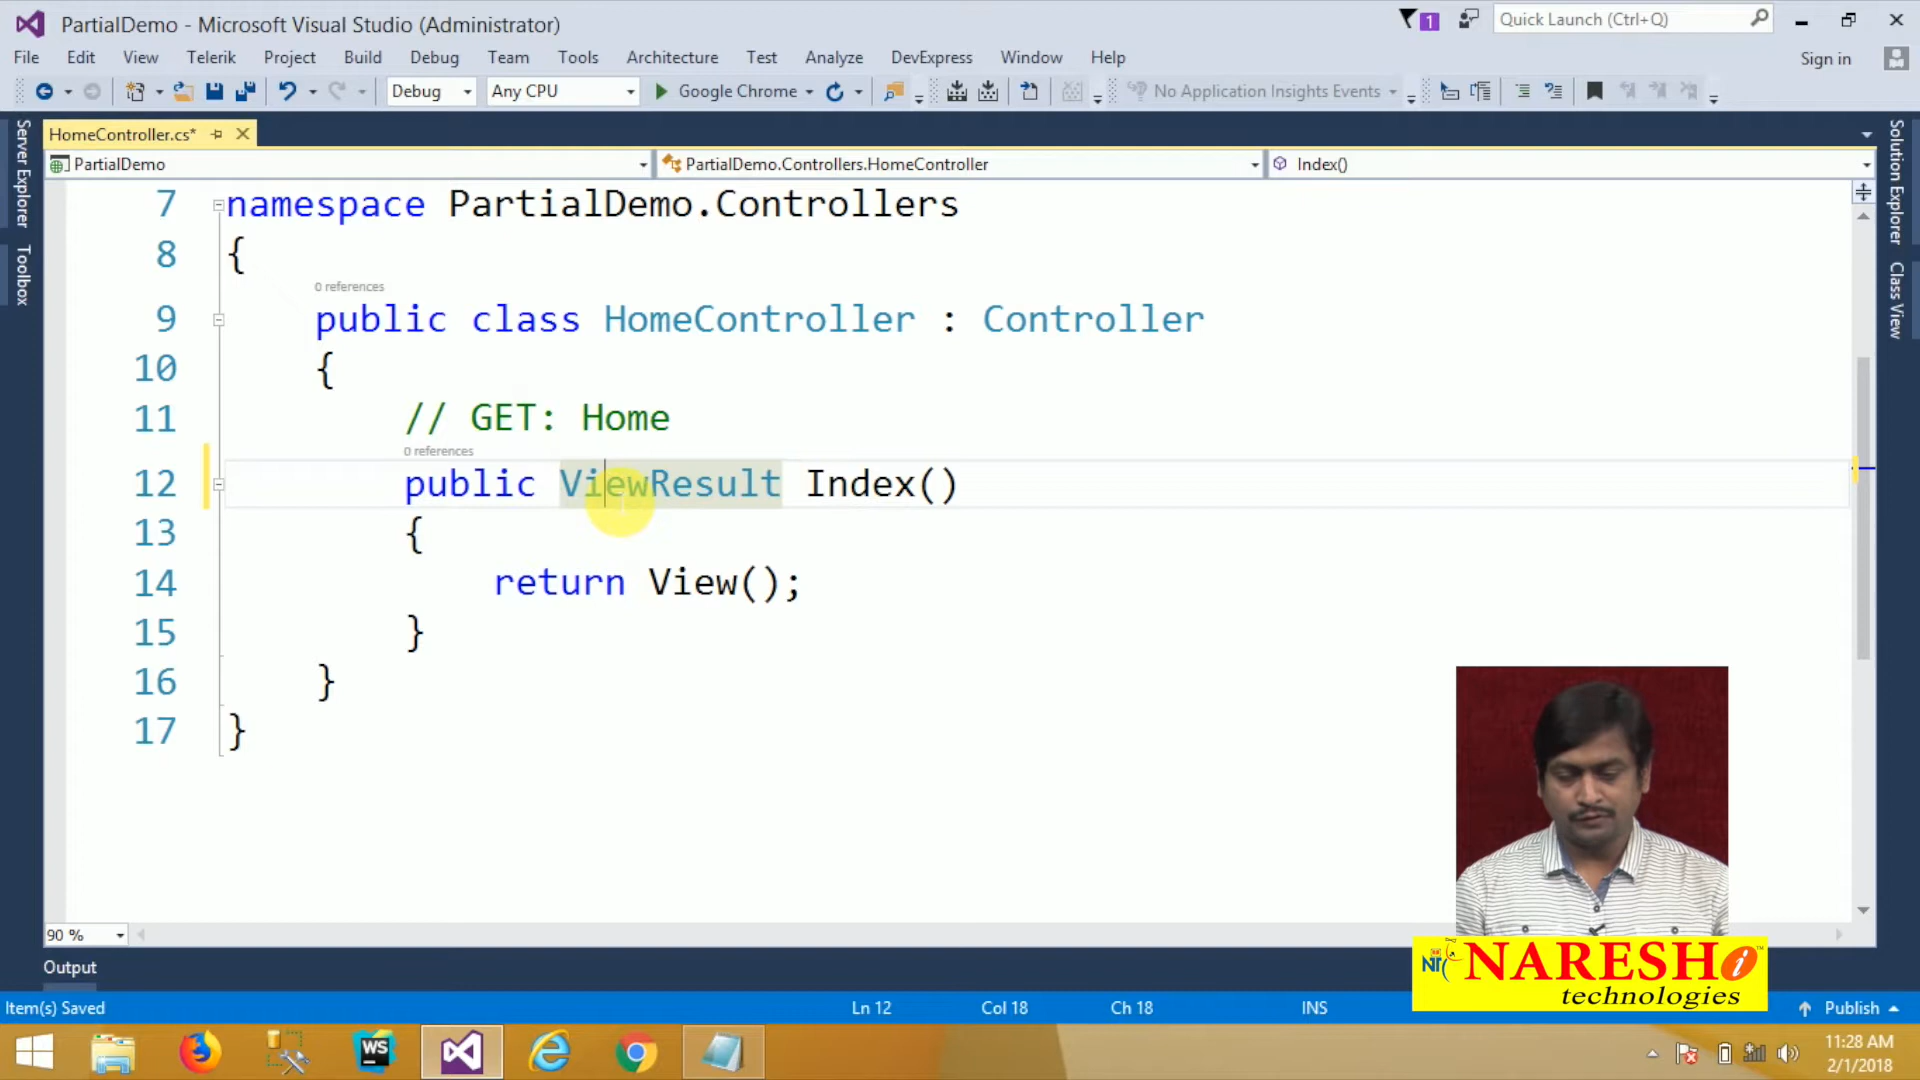 PartialDemo - Microsoft Visual Studio (Administrator)
1
Quick Launch (Ctrl+Q)
File Edit View Telerik Project Build Debug Team Tools Architecture Test Analyze DevExpress Window Help
Sign in
Debug Any CPU Google Chrome No Application Insights Events
Server Explorer
Toolbox
Solution Explorer
Class View
HomeController.cs*
PartialDemo PartialDemo.Controllers.HomeController Index()
7 namespace PartialDemo.Controllers
8 {
0 references
9 public class HomeController : Controller
10 {
11 // GET: Home
0 references
12 public ViewResult Index()
13 {
14 return View();
15 }
16 }
17 }
90 %
Output
NARESH i
technologies
Item(s) Saved Ln 12 Col 18 Ch 18 INS Publish
WS
11:28 AM
2/1/2018